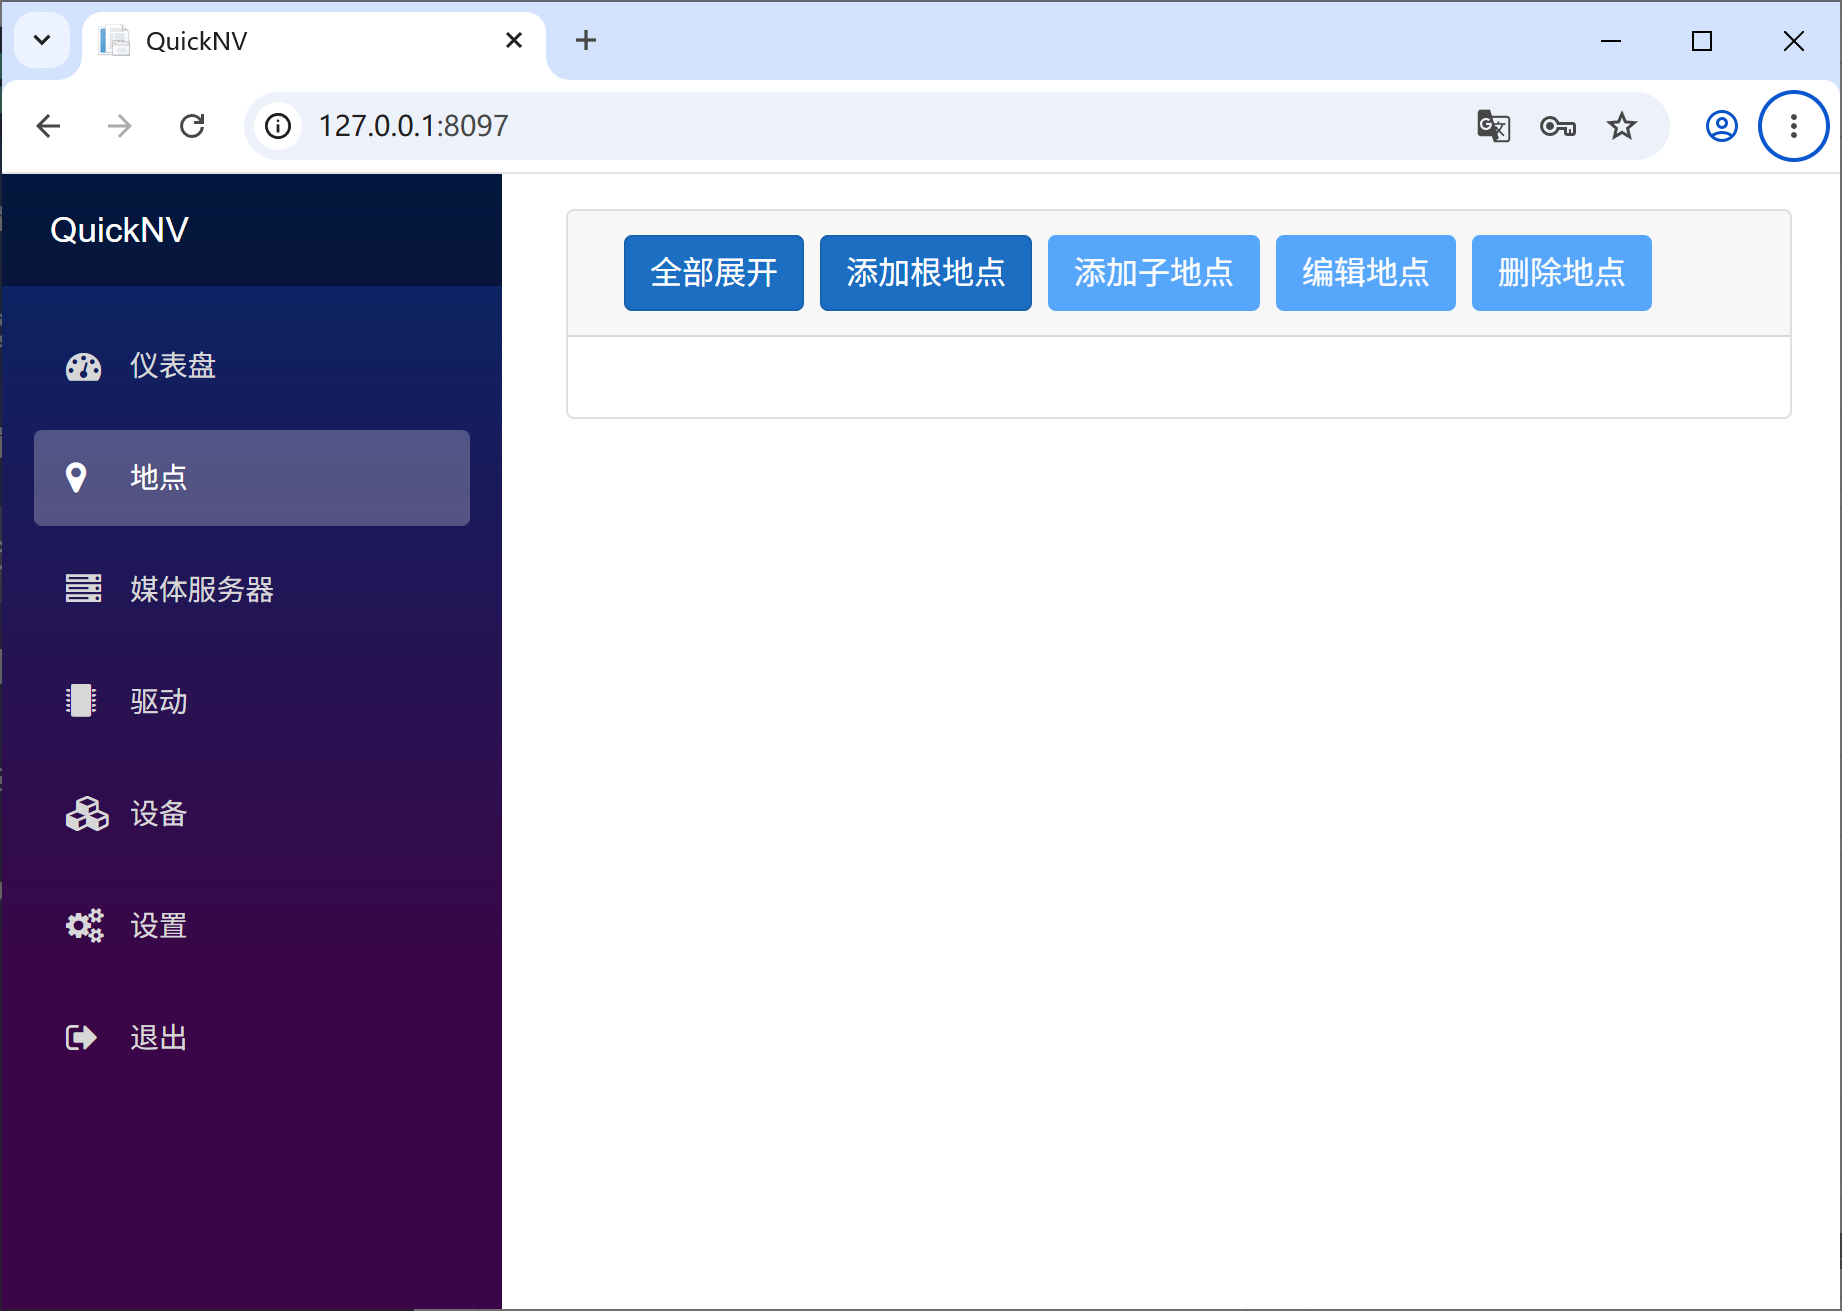 QuickNV
127.0.0.1:8097
QuickNV
全部展开 添加根地点 添加子地点 编辑地点 删除地点
仪表盘
地点
媒体服务器
驱动
设备
设置
退出